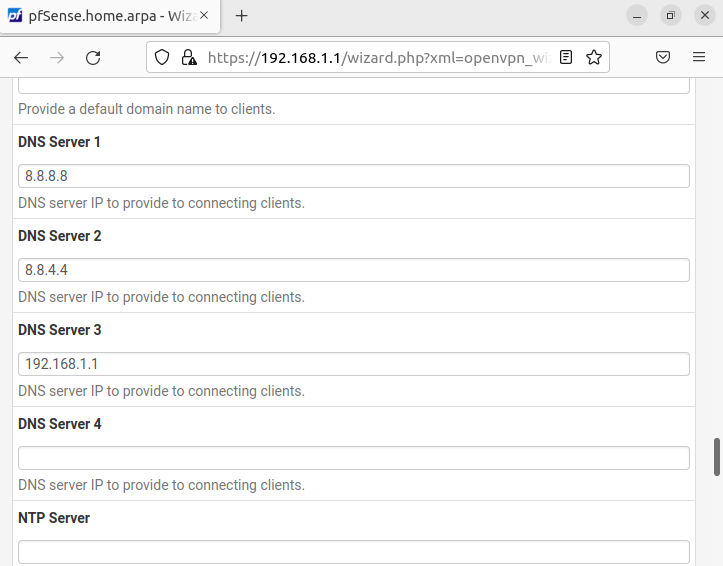 pfSense.home.arpa - Wiza
https://192.168.1.1/wizard.php?xml=openvpn_wi
Provide a default domain name to clients.
DNS Server 1
8.8.8.8
DNS server IP to provide to connecting clients.
DNS Server 2
8.8.4.4
DNS server IP to provide to connecting clients.
DNS Server 3
192.168.1.1
DNS server IP to provide to connecting clients.
DNS Server 4
DNS server IP to provide to connecting clients.
NTP Server